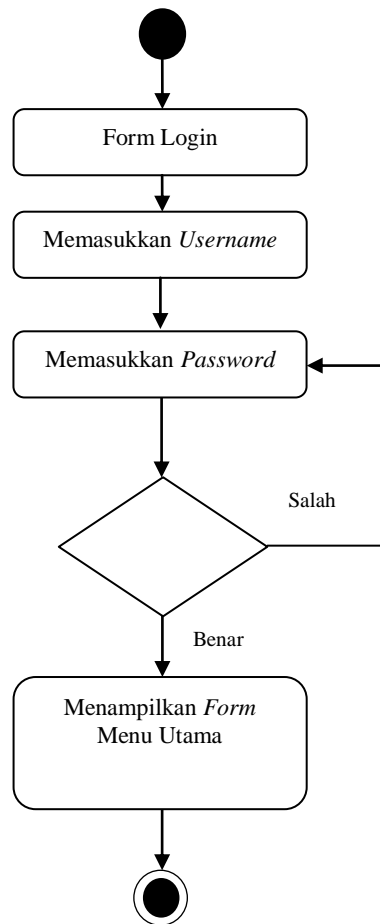 Form Login
Memasukkan Username
Memasukkan Password
Salah
Benar
Menampilkan Form
Menu Utama